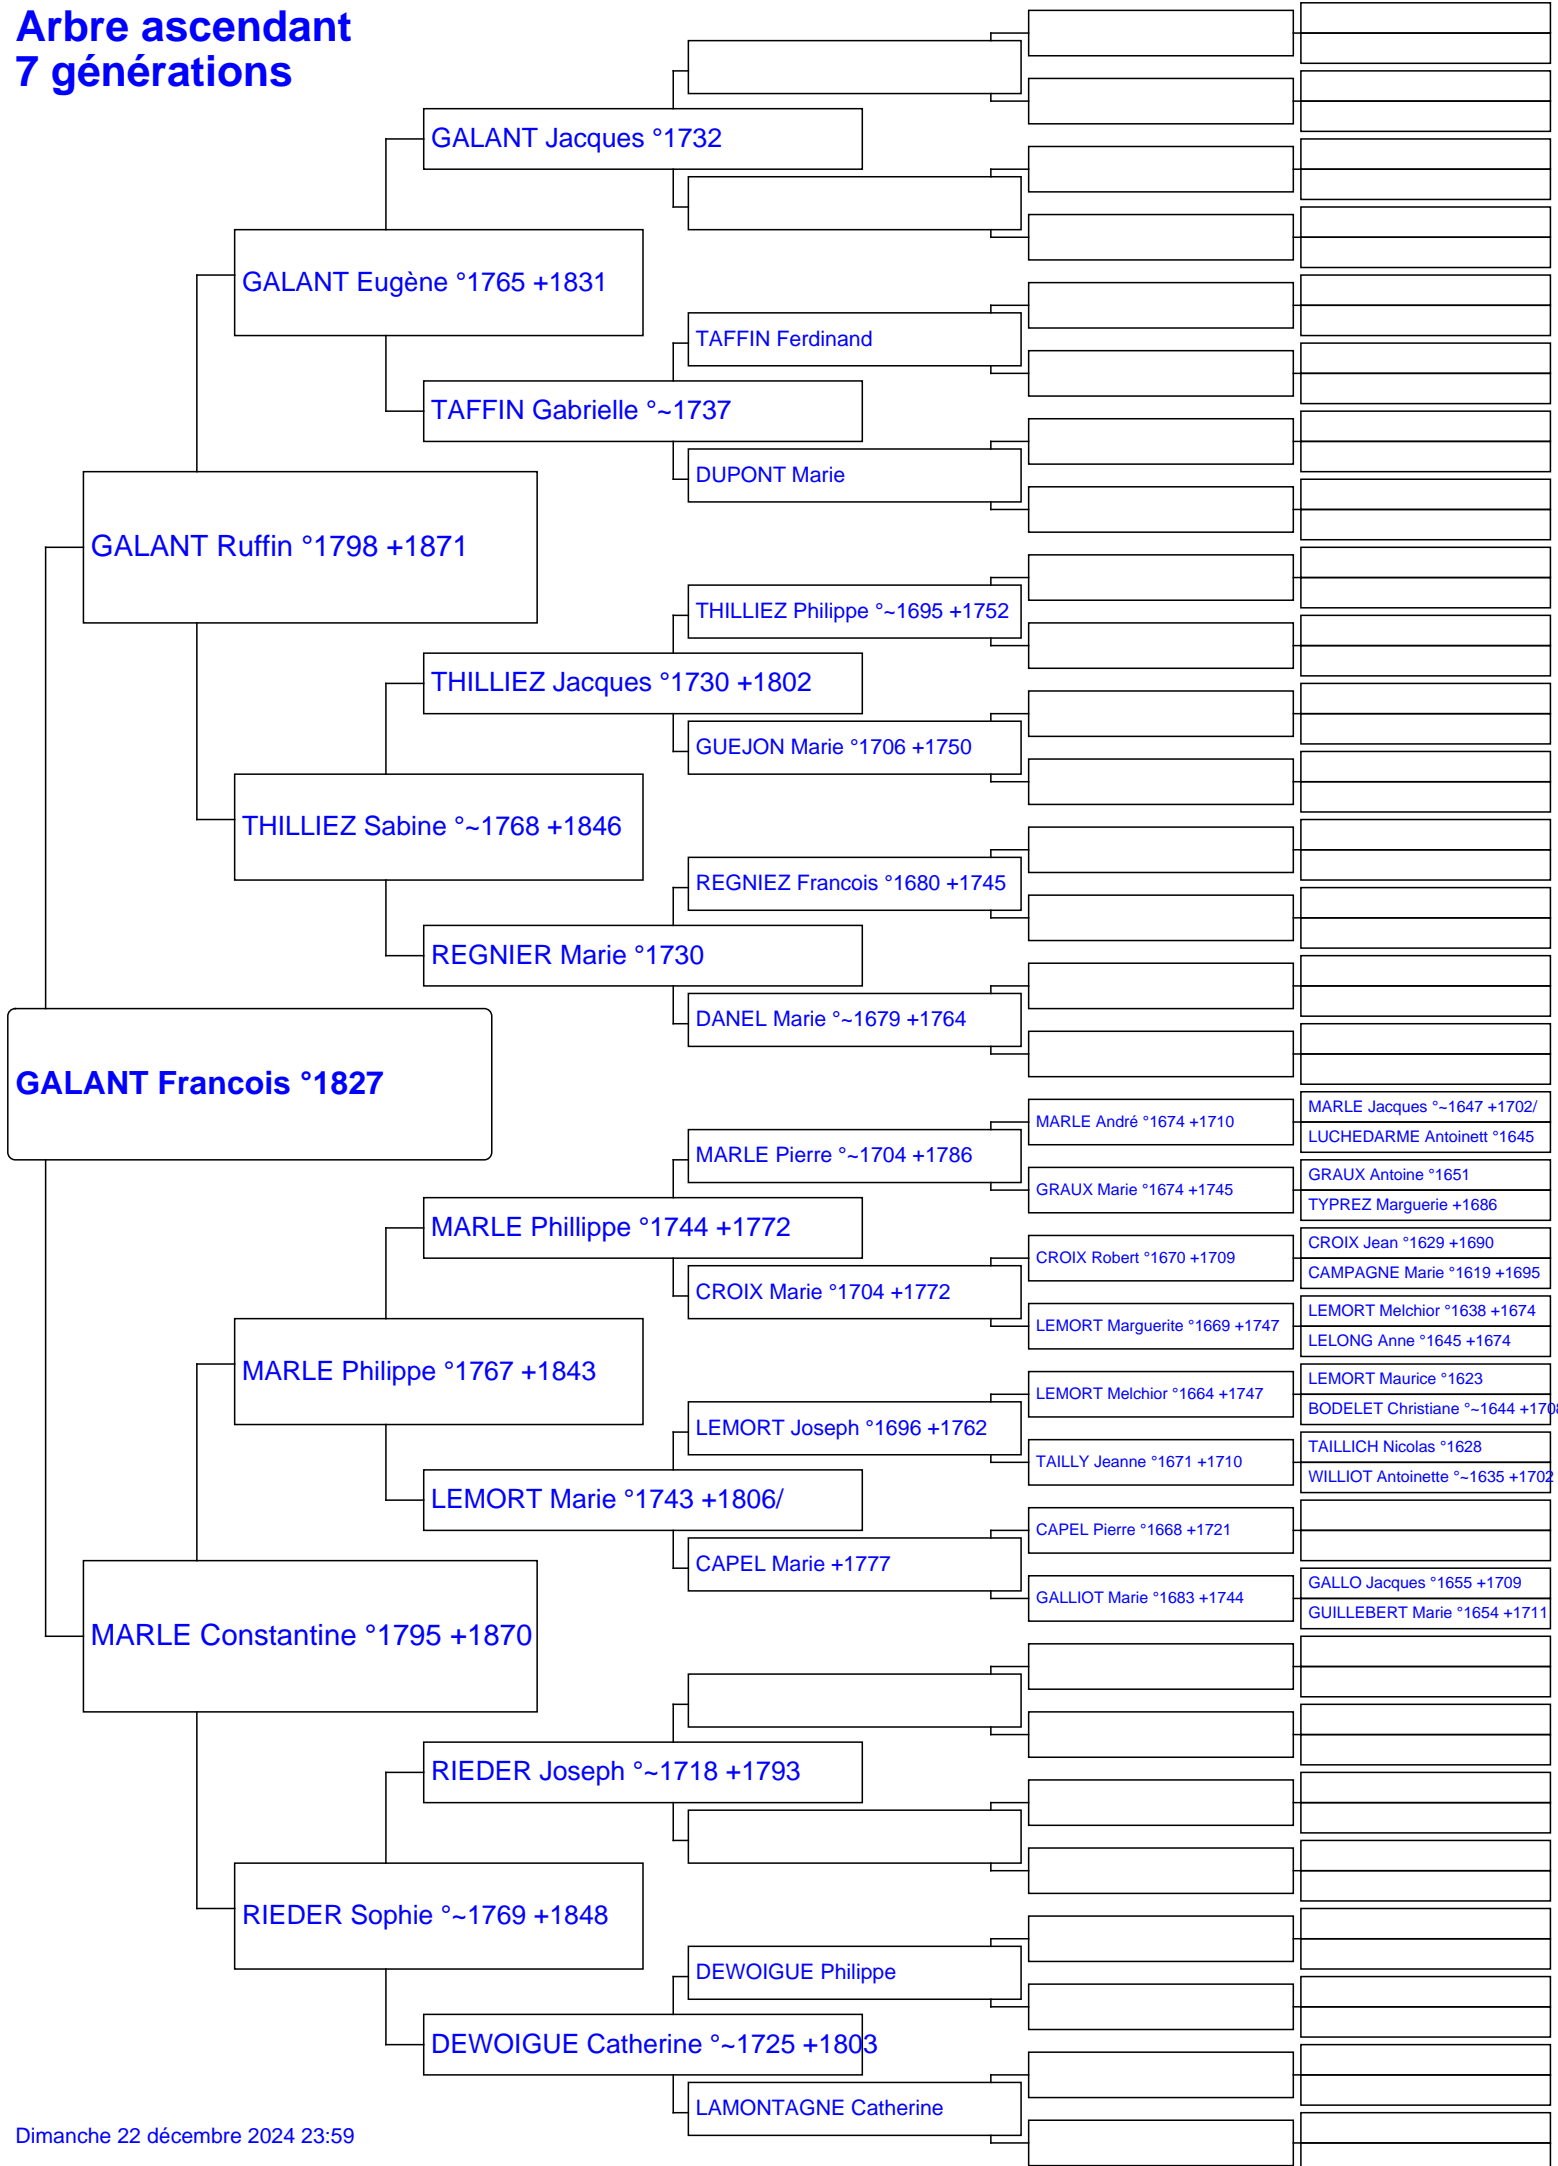 Arbre ascendant
7 générations
GALANT Jacques °1732
GALANT Eugène °1765 +1831
TAFFIN Ferdinand
TAFFIN Gabrielle °~1737
DUPONT Marie
GALANT Ruffin °1798 +1871
THILLIEZ Philippe °~1695 +1752
THILLIEZ Jacques °1730 +1802
GUEJON Marie °1706 +1750
THILLIEZ Sabine °~1768 +1846
REGNIEZ Francois °1680 +1745
REGNIER Marie °1730
DANEL Marie °~1679 +1764
GALANT Francois °1827
MARLE Jacques °~1647 +1702/
MARLE André °1674 +1710
LUCHEDARME Antoinett °1645
MARLE Pierre °~1704 +1786
GRAUX Antoine °1651
GRAUX Marie °1674 +1745
TYPREZ Marguerie +1686
MARLE Phillippe °1744 +1772
CROIX Jean °1629 +1690
CROIX Robert °1670 +1709
CAMPAGNE Marie °1619 +1695
CROIX Marie °1704 +1772
LEMORT Melchior °1638 +1674
LEMORT Marguerite °1669 +1747
LELONG Anne °1645 +1674
MARLE Philippe °1767 +1843
LEMORT Maurice °1623
LEMORT Melchior °1664 +1747
BODELET Christiane °~1644 +1708
LEMORT Joseph °1696 +1762
TAILLICH Nicolas °1628
TAILLY Jeanne °1671 +1710
WILLIOT Antoinette °~1635 +1702
LEMORT Marie °1743 +1806/
CAPEL Pierre °1668 +1721
CAPEL Marie +1777
GALLO Jacques °1655 +1709
GALLIOT Marie °1683 +1744
GUILLEBERT Marie °1654 +1711
MARLE Constantine °1795 +1870
RIEDER Joseph °~1718 +1793
RIEDER Sophie °~1769 +1848
DEWOIGUE Philippe
DEWOIGUE Catherine °~1725 +1803
LAMONTAGNE Catherine
Dimanche 22 décembre 2024 23:59